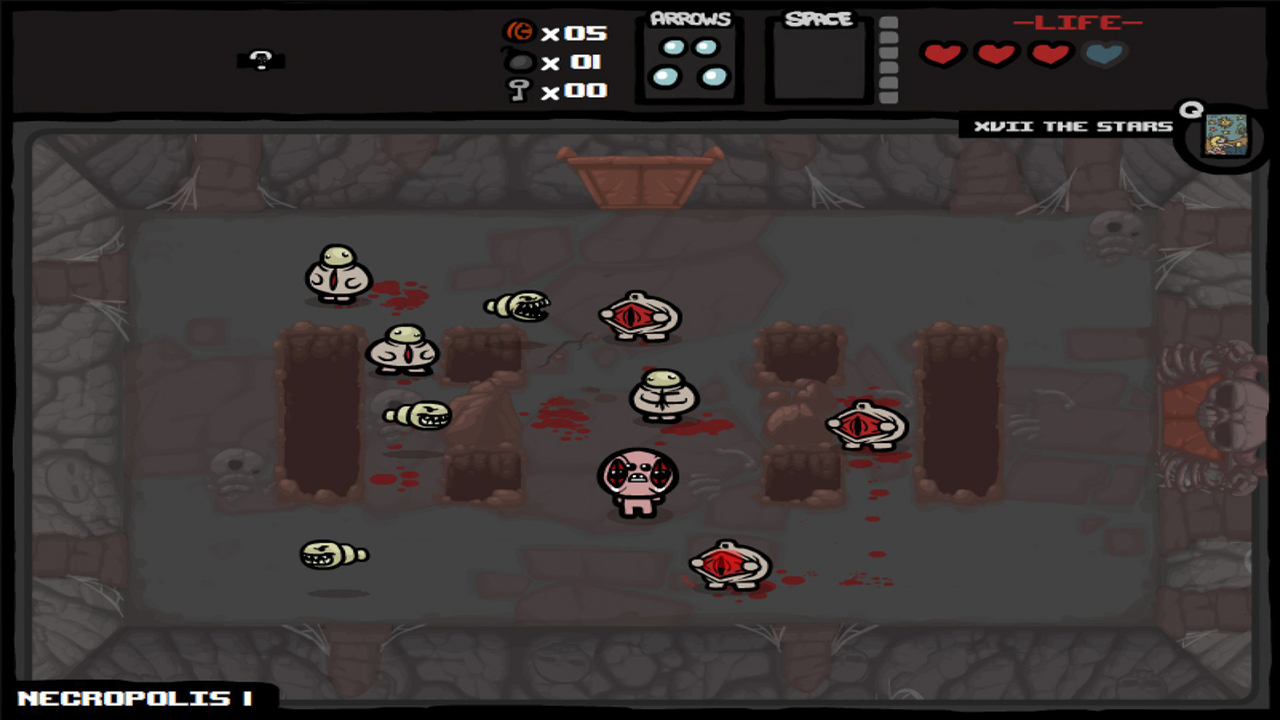 ?
x05
x 01
x00
ARROWS
SPACE
—LIFE—
Q
XVII THE STARS
NECROPOLIS I